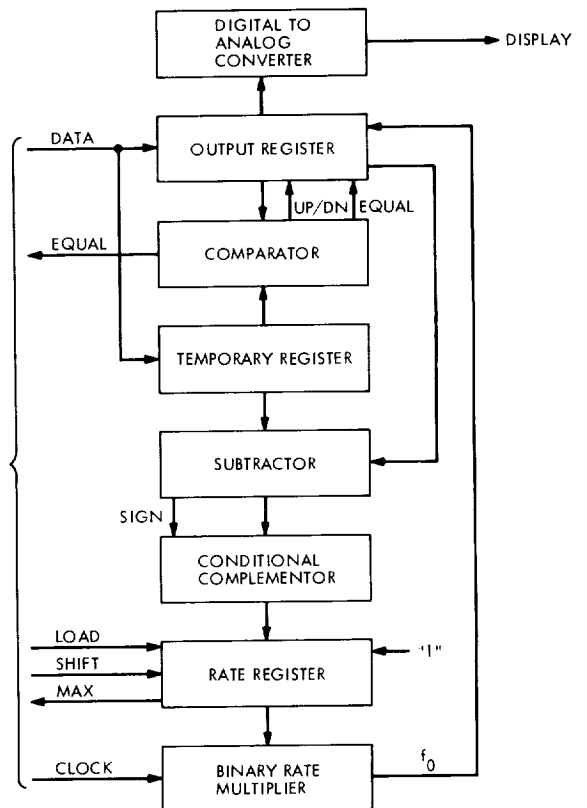 DIGITAL TO
ANALOG
CONVERTER
DISPLAY
DATA
OUTPUT REGISTER
UP/DN
EQUAL
EQUAL
COMPARATOR
TEMPORARY REGISTER
SUBTRACTOR
SIGN
CONDITIONAL
COMPLEMENTOR
LOAD
SHIFT
MAX
RATE REGISTER
"1"
CLOCK
BINARY RATE
MULTIPLIER
f0